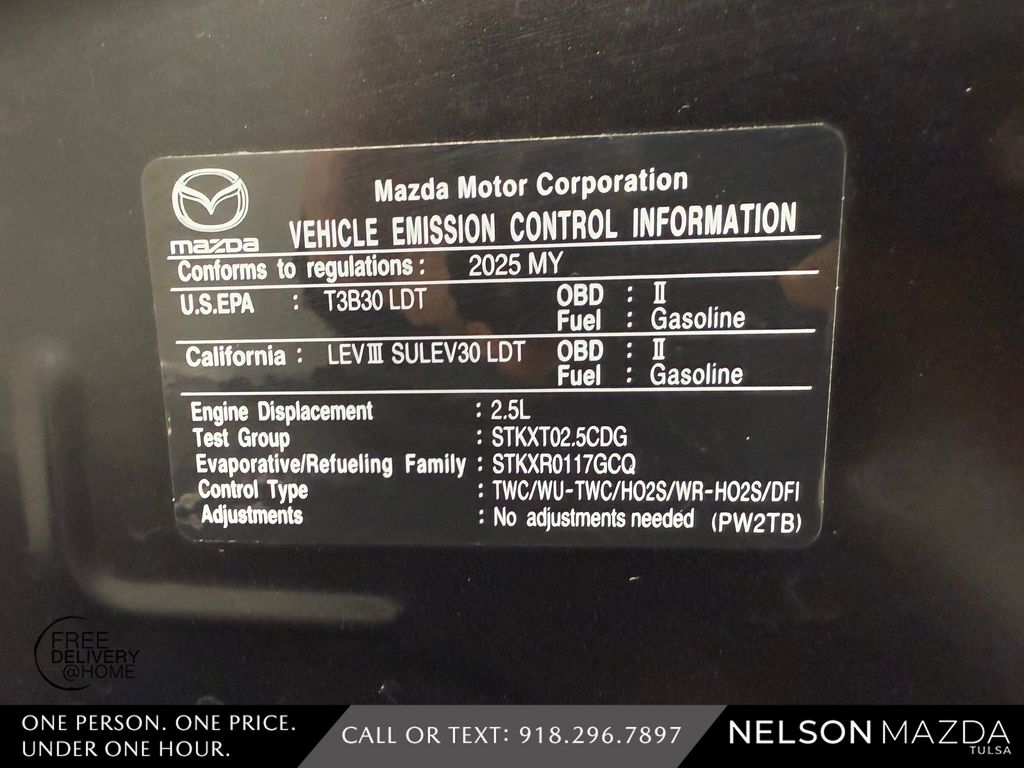 mazda
Mazda Motor Corporation
VEHICLE EMISSION CONTROL INFORMATION
Conforms to regulations : 2025 MY
U.S.EPA : T3B30 LDT OBD : II
Fuel : Gasoline
California : LEVIII SULEV30 LDT OBD : II
Fuel : Gasoline
Engine Displacement : 2.5L
Test Group : STKXT02.5CDG
Evaporative/Refueling Family : STKXR0117GCQ
Control Type : TWC/WU-TWC/HO2S/WR-HO2S/DFI
Adjustments : No adjustments needed (PW2TB)
FREE
DELIVERY
@HOME
ONE PERSON. ONE PRICE.
UNDER ONE HOUR.
CALL OR TEXT: 918.296.7897
NELSON MAZDA
TULSA